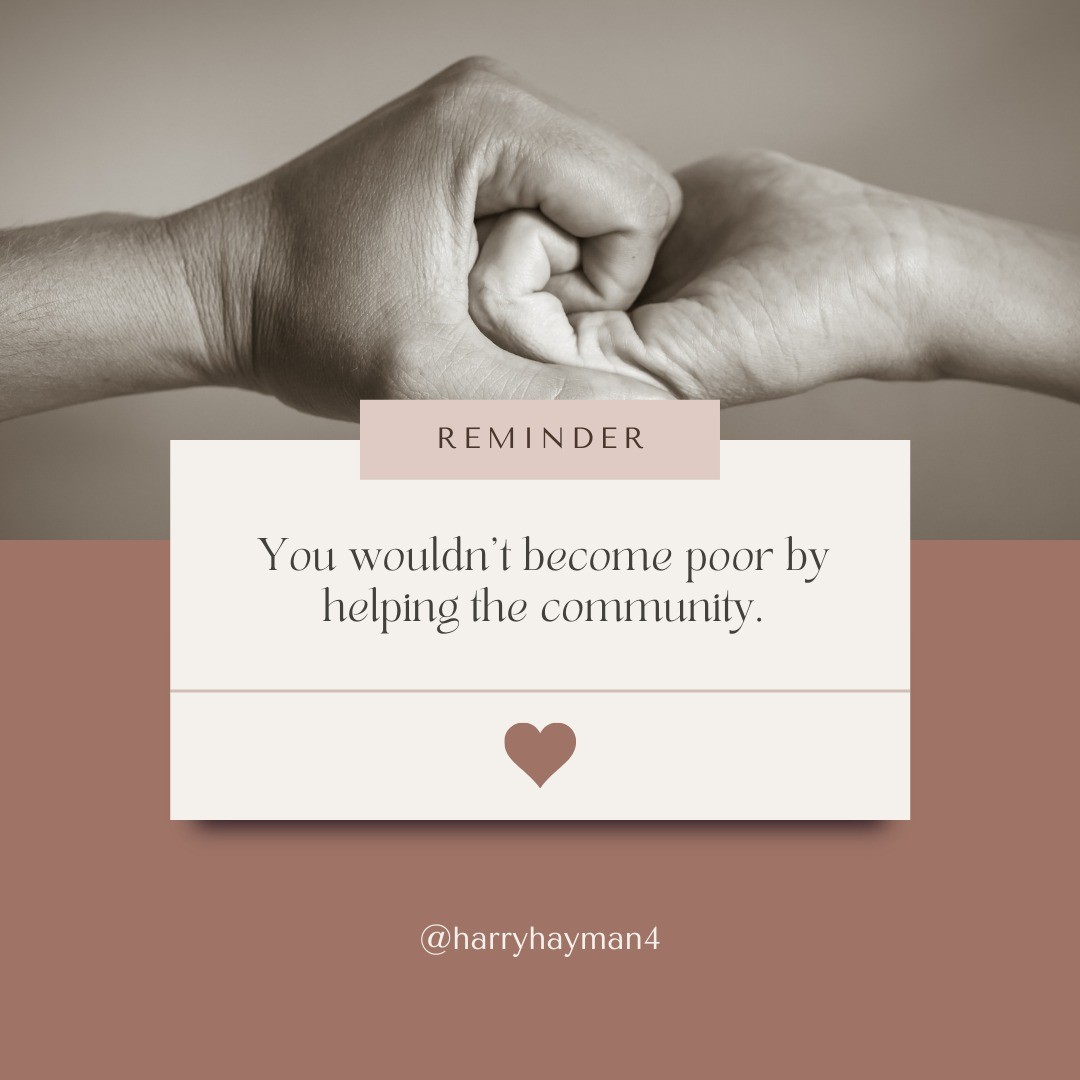 REMINDER
You wouldn’t become poor by
helping the community.
@harryhayman4